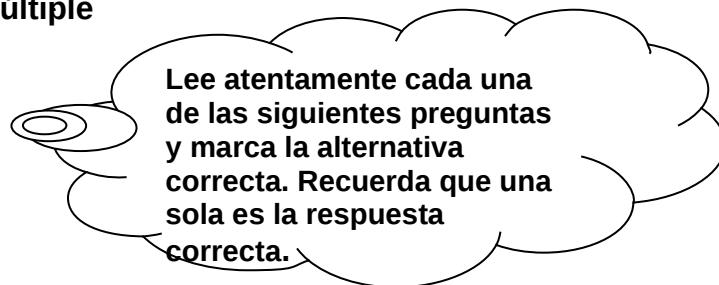 últiple
Lee atentamente cada una
de las siguientes preguntas
y marca la alternativa
correcta. Recuerda que una
sola es la respuesta
correcta.